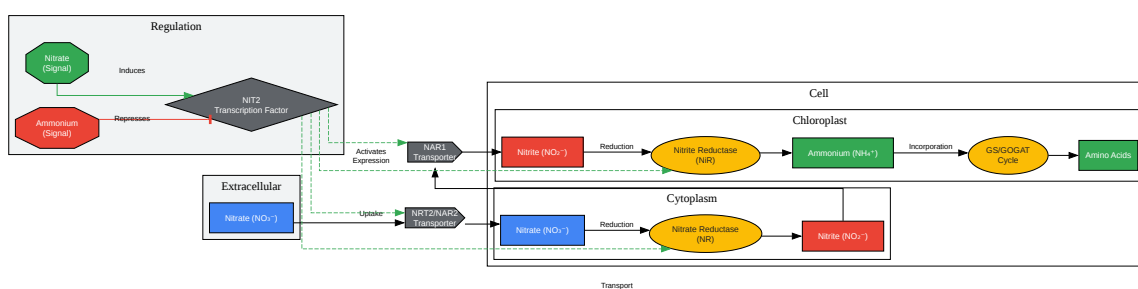 Regulation
Nitrate
(Signal)
Induces
NIT2
Transcription Factor
Ammonium
(Signal)
Represses
Activates
Expression
Extracellular
Nitrate (NO₃⁻)
Uptake
NAR1
Transporter
NRT2/NAR2
Transporter
Cell
Chloroplast
Nitrite (NO₂⁻)
Reduction
Nitrite Reductase
(NiR)
Ammonium (NH₄⁺)
Incorporation
GS/GOGAT
Cycle
Amino Acids
Cytoplasm
Nitrate (NO₃⁻)
Reduction
Nitrate Reductase
(NR)
Nitrite (NO₂⁻)
Transport